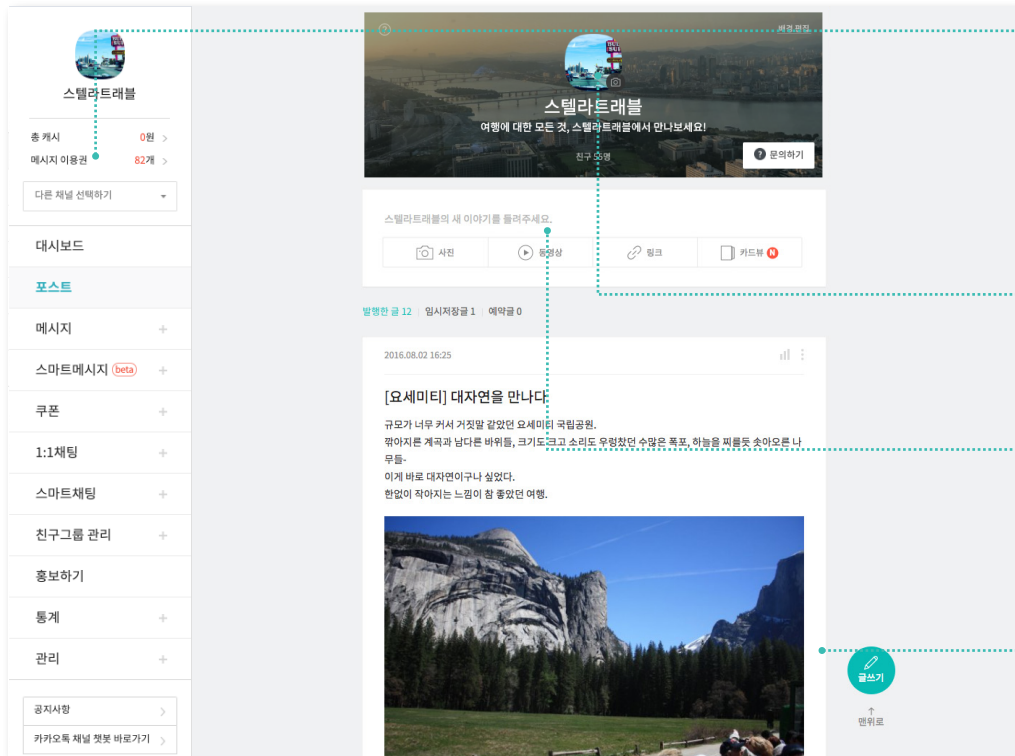 스텔라트래블
총 캐시 0원
메시지 이용권 82개
다른 채널 선택하기
대시보드
포스트
메시지
스마트메시지 beta
쿠폰
1:1채팅
스마트채팅
친구그룹 관리
홍보하기
통계
관리
공지사항
카카오톡 채널 챗봇 바로가기
배경 편집
스텔라트래블
여행에 대한 모든 것, 스텔라트래블에서 만나보세요!
친구 56명
? 문의하기
스텔라트래블의 새 이야기를 들려주세요.
사진 동영상 링크 카드뷰 N
발행한 글 12 임시저장글 1 예약글 0
2016.08.02 16:25
[요세미티] 대자연을 만나다
규모가 너무 커서 거짓말 같았던 요세미티 국립공원.
깎아지른 계곡과 남다른 바위들, 크기도 크고 소리도 우렁찼던 수많은 폭포, 하늘을 찌를듯 솟아오른 나
무들-
이게 바로 대자연이구나 싶었다.
한없이 작아지는 느낌이 참 좋았던 여행.
글쓰기
맨위로